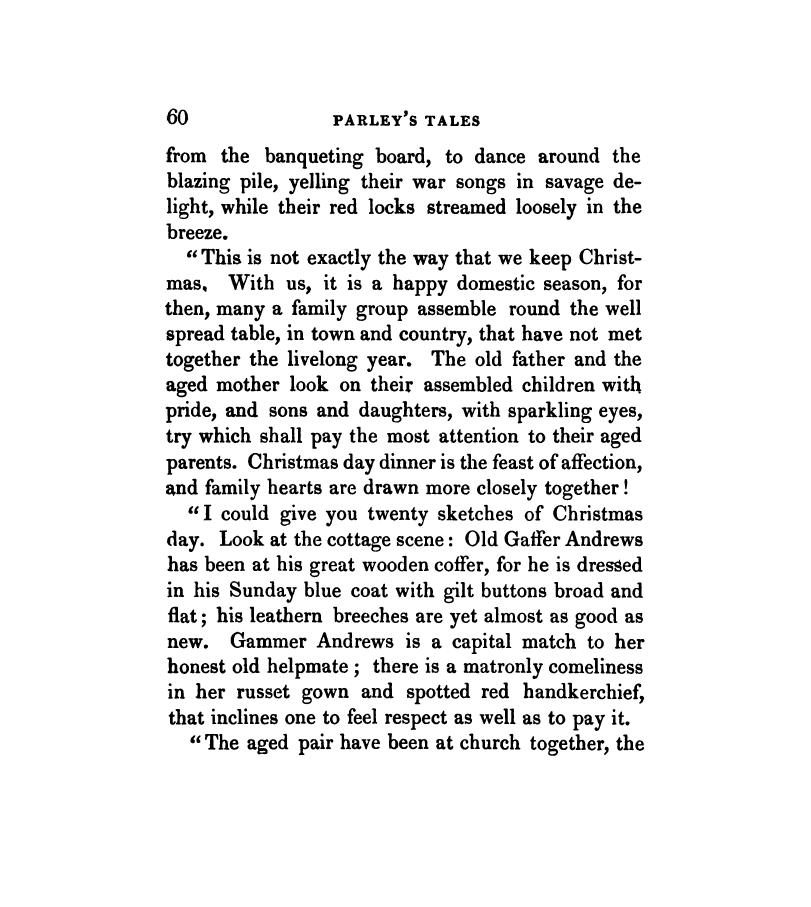 60 PARLEY'S TALES
from the banqueting board, to dance around the
blazing pile, yelling their war songs in savage de-
light, while their red locks streamed loosely in the
breeze.
"This is not exactly the way that we keep Christ-
mas. With us, it is a happy domestic season, for
then, many a family group assemble round the well
spread table, in town and country, that have not met
together the livelong year. The old father and the
aged mother look on their assembled children with
pride, and sons and daughters, with sparkling eyes,
try which shall pay the most attention to their aged
parents. Christmas day dinner is the feast of affection,
and family hearts are drawn more closely together!
"I could give you twenty sketches of Christmas
day. Look at the cottage scene: Old Gaffer Andrews
has been at his great wooden coffer, for he is dressed
in his Sunday blue coat with gilt buttons broad and
flat; his leathern breeches are yet almost as good as
new. Gammer Andrews is a capital match to her
honest old helpmate; there is a matronly comeliness
in her russet gown and spotted red handkerchief,
that inclines one to feel respect as well as to pay it.
"The aged pair have been at church together, the